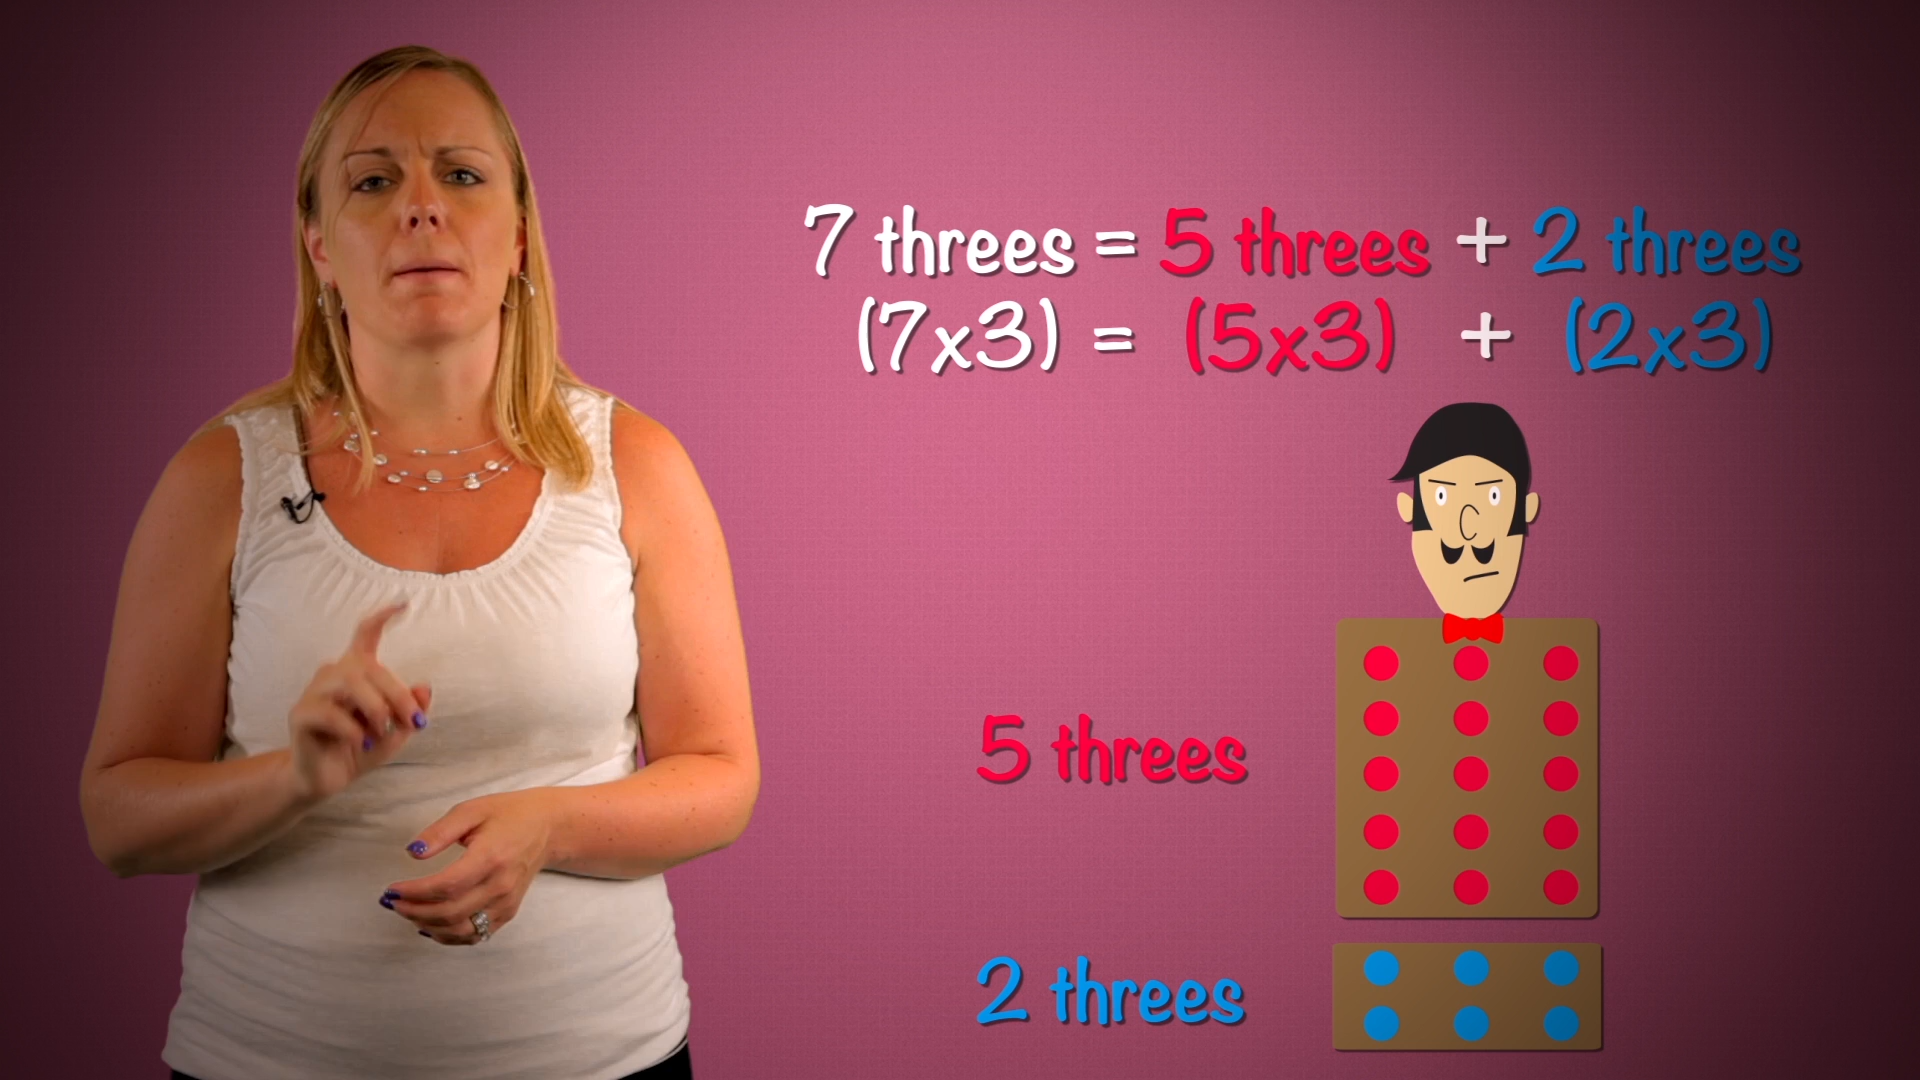 7 threes = 5 threes + 2 threes
(7x3) = (5x3) + (2x3)
5 threes
2 threes